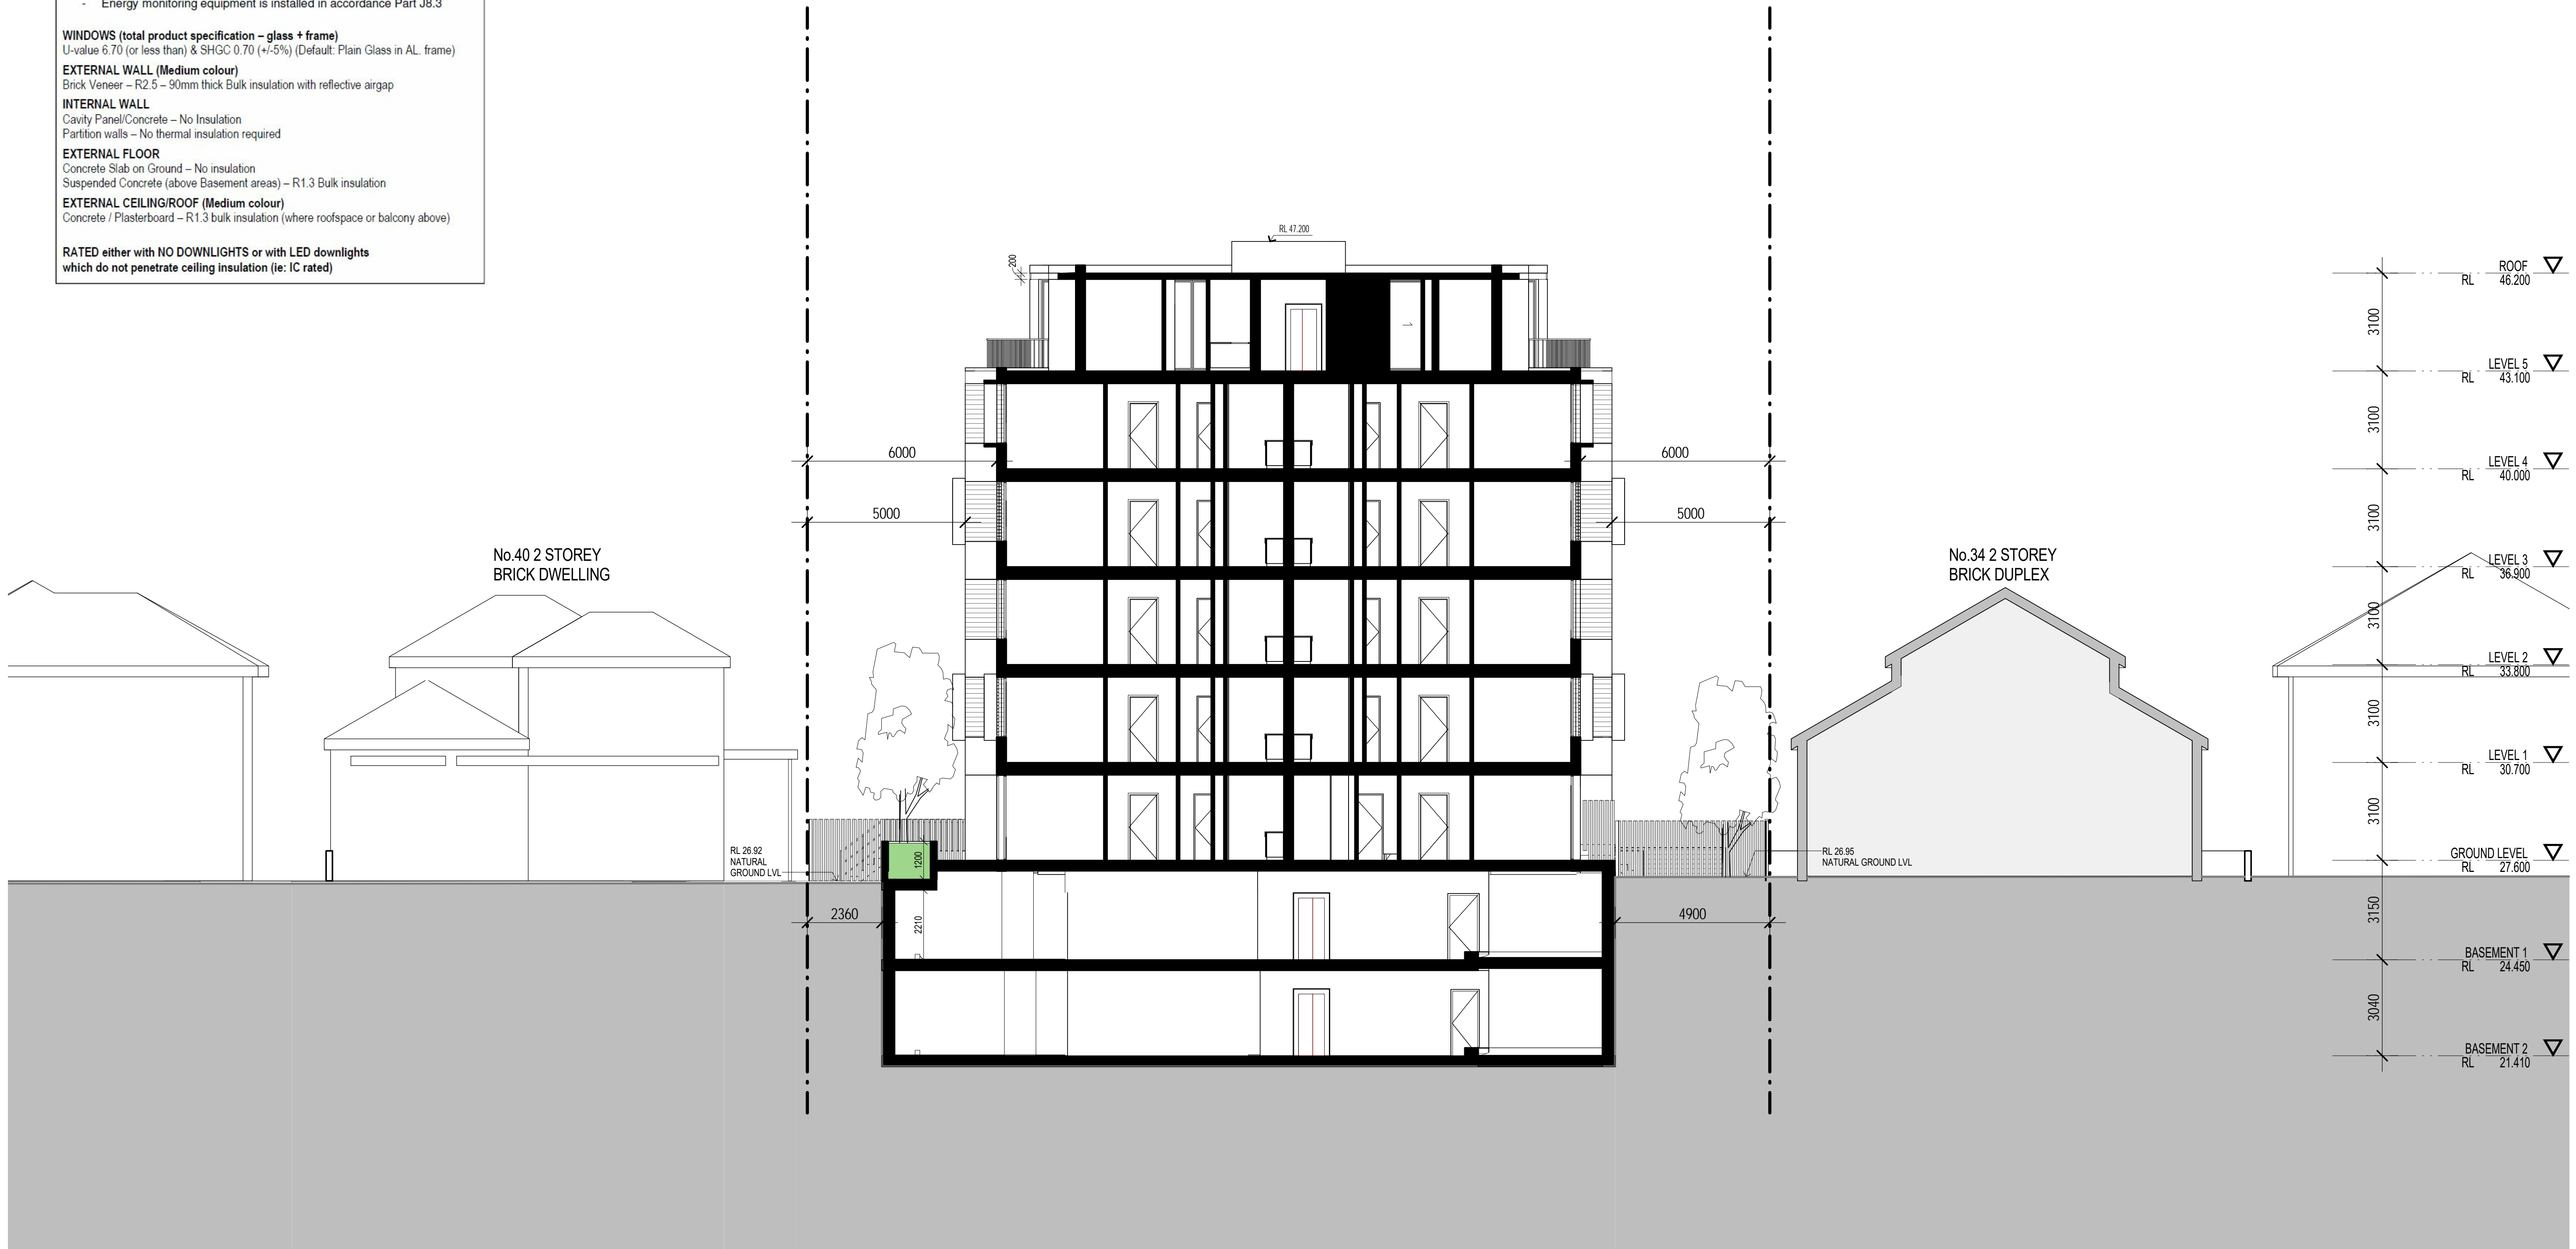 - Energy monitoring equipment is installed in accordance Part J8.3
WINDOWS (total product specification – glass + frame)
U-value 6.70 (or less than) & SHGC 0.70 (+/-5%) (Default: Plain Glass in AL. frame)
EXTERNAL WALL (Medium colour)
Brick Veneer – R2.5 – 90mm thick Bulk insulation with reflective airgap
INTERNAL WALL
Cavity Panel/Concrete – No Insulation
Partition walls – No thermal insulation required
EXTERNAL FLOOR
Concrete Slab on Ground – No insulation
Suspended Concrete (above Basement areas) – R1.3 Bulk insulation
EXTERNAL CEILING/ROOF (Medium colour)
Concrete / Plasterboard – R1.3 bulk insulation (where roofspace or balcony above)
RATED either with NO DOWNLIGHTS or with LED downlights
which do not penetrate ceiling insulation (ie: IC rated)
RL 47.200
200
6000
6000
5000
5000
No.40 2 STOREY
BRICK DWELLING
No.34 2 STOREY
BRICK DUPLEX
RL 26.92
NATURAL
GROUND LVL
1200
RL 26.95
NATURAL GROUND LVL
2360
2210
4900
ROOF
RL 46.200
3100
LEVEL 5
RL 43.100
3100
LEVEL 4
RL 40.000
3100
LEVEL 3
RL 36.900
3100
LEVEL 2
RL 33.800
3100
LEVEL 1
RL 30.700
3100
GROUND LEVEL
RL 27.600
3150
BASEMENT 1
RL 24.450
3040
BASEMENT 2
RL 21.410